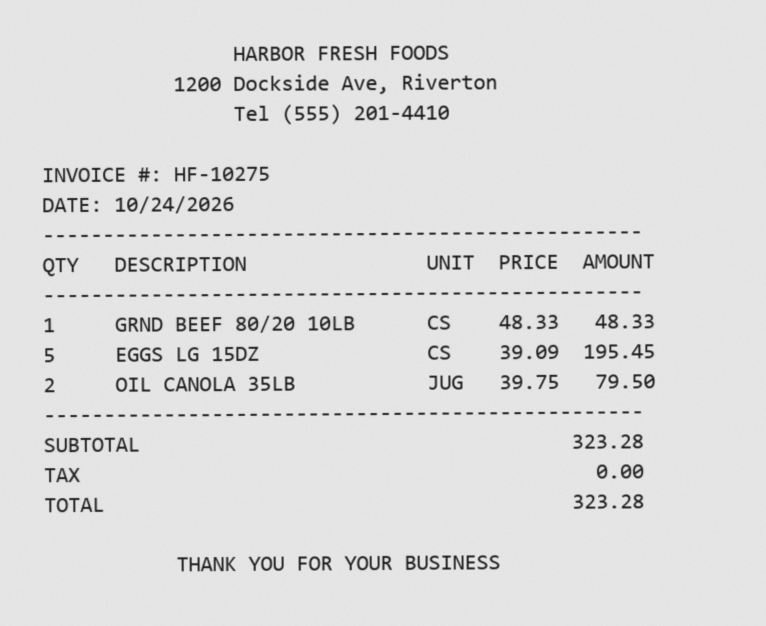 HARBOR FRESH FOODS
1200 Dockside Ave, Riverton
Tel (555) 201-4410
INVOICE #: HF-10275
DATE: 10/24/2026
--------------------------------------------------
QTY   DESCRIPTION               UNIT  PRICE  AMOUNT
--------------------------------------------------
1     GRND BEEF 80/20 10LB      CS    48.33   48.33
5     EGGS LG 15DZ              CS    39.09  195.45
2     OIL CANOLA 35LB           JUG   39.75   79.50
--------------------------------------------------
SUBTOTAL                                    323.28
TAX                                           0.00
TOTAL                                       323.28
THANK YOU FOR YOUR BUSINESS